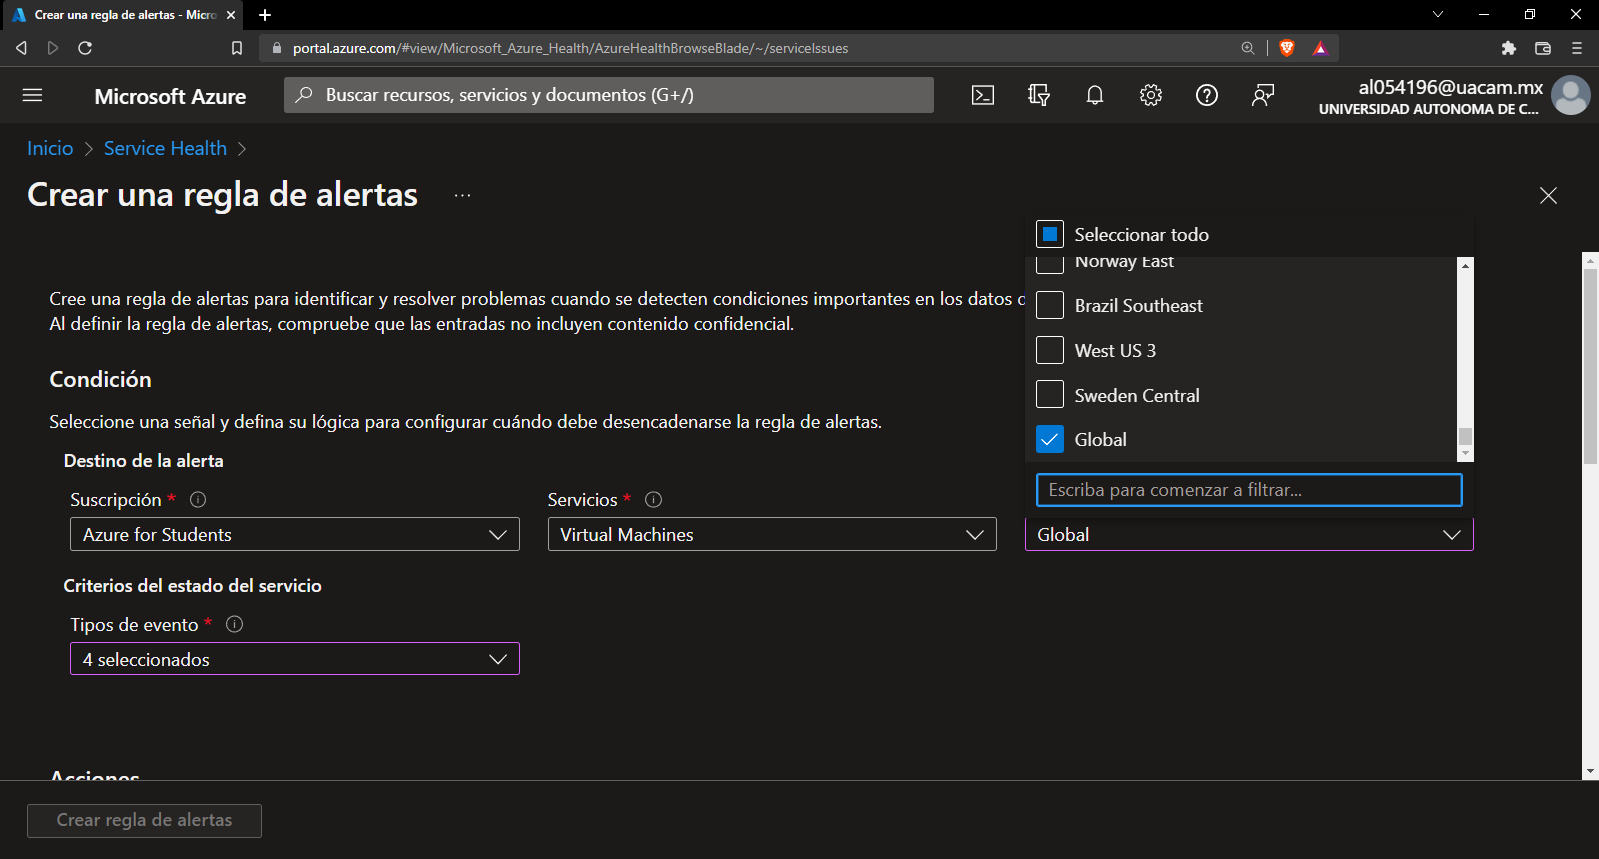 Crear una regla de alertas - Micro
portal.azure.com/#view/Microsoft_Azure_Health/AzureHealthBrowseBlade/~/serviceIssues
Microsoft Azure
Buscar recursos, servicios y documentos (G+/)
al054196@uacam.mx
UNIVERSIDAD AUTONOMA DE C...
Inicio > Service Health >
Crear una regla de alertas ...
Seleccionar todo
Norway East
Brazil Southeast
West US 3
Sweden Central
Global
Escriba para comenzar a filtrar...
Cree una regla de alertas para identificar y resolver problemas cuando se detecten condiciones importantes en los datos
Al definir la regla de alertas, compruebe que las entradas no incluyen contenido confidencial.
Condición
Seleccione una señal y defina su lógica para configurar cuándo debe desencadenarse la regla de alertas.
Destino de la alerta
Suscripción *
Servicios *
Azure for Students
Virtual Machines
Global
Criterios del estado del servicio
Tipos de evento *
4 seleccionados
Acciones
Crear regla de alertas